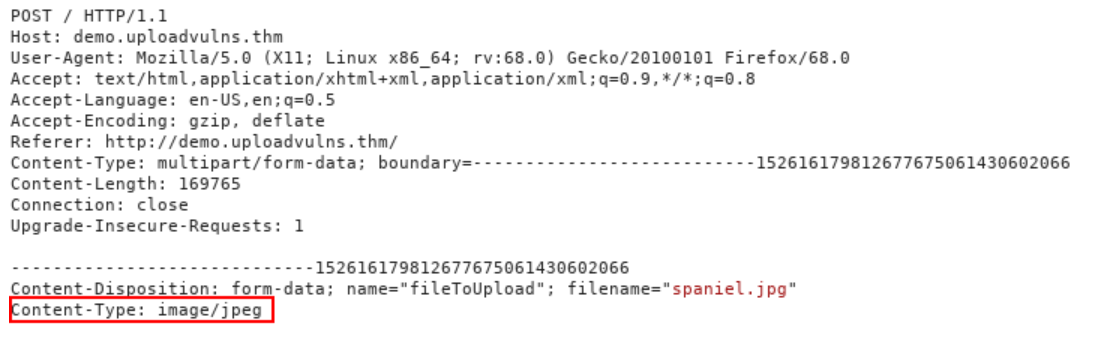 POST / HTTP/1.1
Host: demo.uploadvulns.thm
User-Agent: Mozilla/5.0 (X11; Linux x86_64; rv:68.0) Gecko/20100101 Firefox/68.0
Accept: text/html,application/xhtml+xml,application/xml;q=0.9,*/*;q=0.8
Accept-Language: en-US,en;q=0.5
Accept-Encoding: gzip, deflate
Referer: http://demo.uploadvulns.thm/
Content-Type: multipart/form-data; boundary=---------------------------152616179812677675061430602066
Content-Length: 169765
Connection: close
Upgrade-Insecure-Requests: 1
-----------------------------152616179812677675061430602066
Content-Disposition: form-data; name="fileToUpload"; filename="spaniel.jpg"
Content-Type: image/jpeg